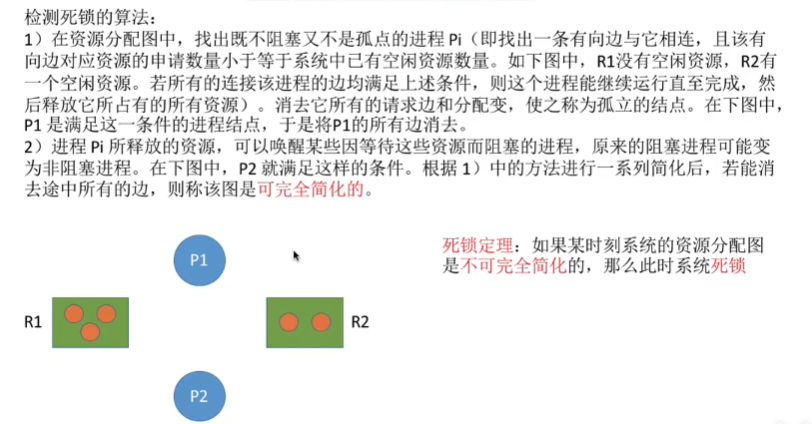 检测死锁的算法：
1）在资源分配图中，找出既不阻塞又不是孤点的进程 Pi（即找出一条有向边与它相连，且该有
向边对应资源的申请数量小于等于系统中已有空闲资源数量。如下图中，R1没有空闲资源，R2有
一个空闲资源。若所有的连接该进程的边均满足上述条件，则这个进程能继续运行直至完成，然
后释放它所占有的所有资源）。消去它所有的请求边和分配变，使之称为孤立的结点。在下图中，
P1 是满足这一条件的进程结点，于是将P1的所有边消去。
2）进程 Pi 所释放的资源，可以唤醒某些因等待这些资源而阻塞的进程，原来的阻塞进程可能变
为非阻塞进程。在下图中，P2 就满足这样的条件。根据 1）中的方法进行一系列简化后，若能消
去途中所有的边，则称该图是可完全简化的。
死锁定理：如果某时刻系统的资源分配图
是不可完全简化的，那么此时系统死锁
P1
R1
R2
P2